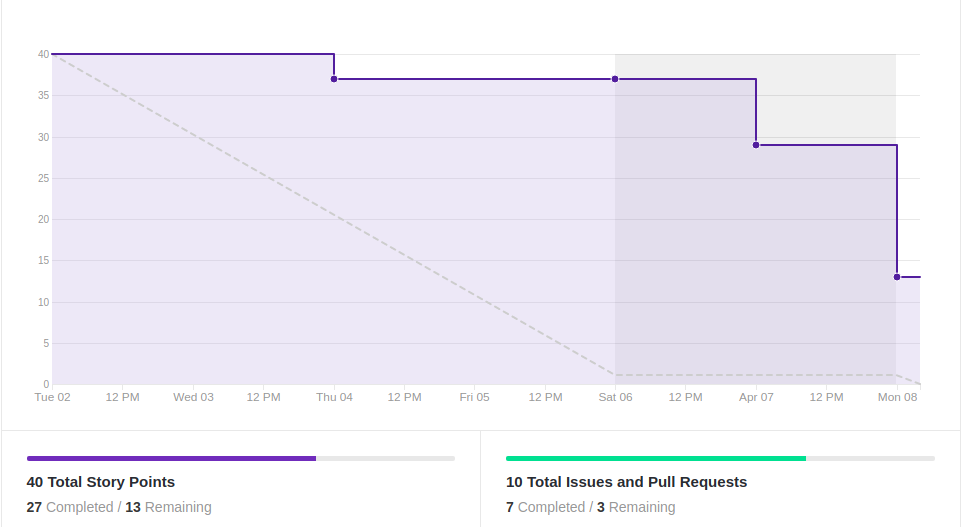 40
35
30
25
20
15
10
5
0
Tue 02 12 PM Wed 03 12 PM Thu 04 12 PM Fri 05 12 PM Sat 06 12 PM Apr 07 12 PM Mon 08
40 Total Story Points
27 Completed / 13 Remaining
10 Total Issues and Pull Requests
7 Completed / 3 Remaining